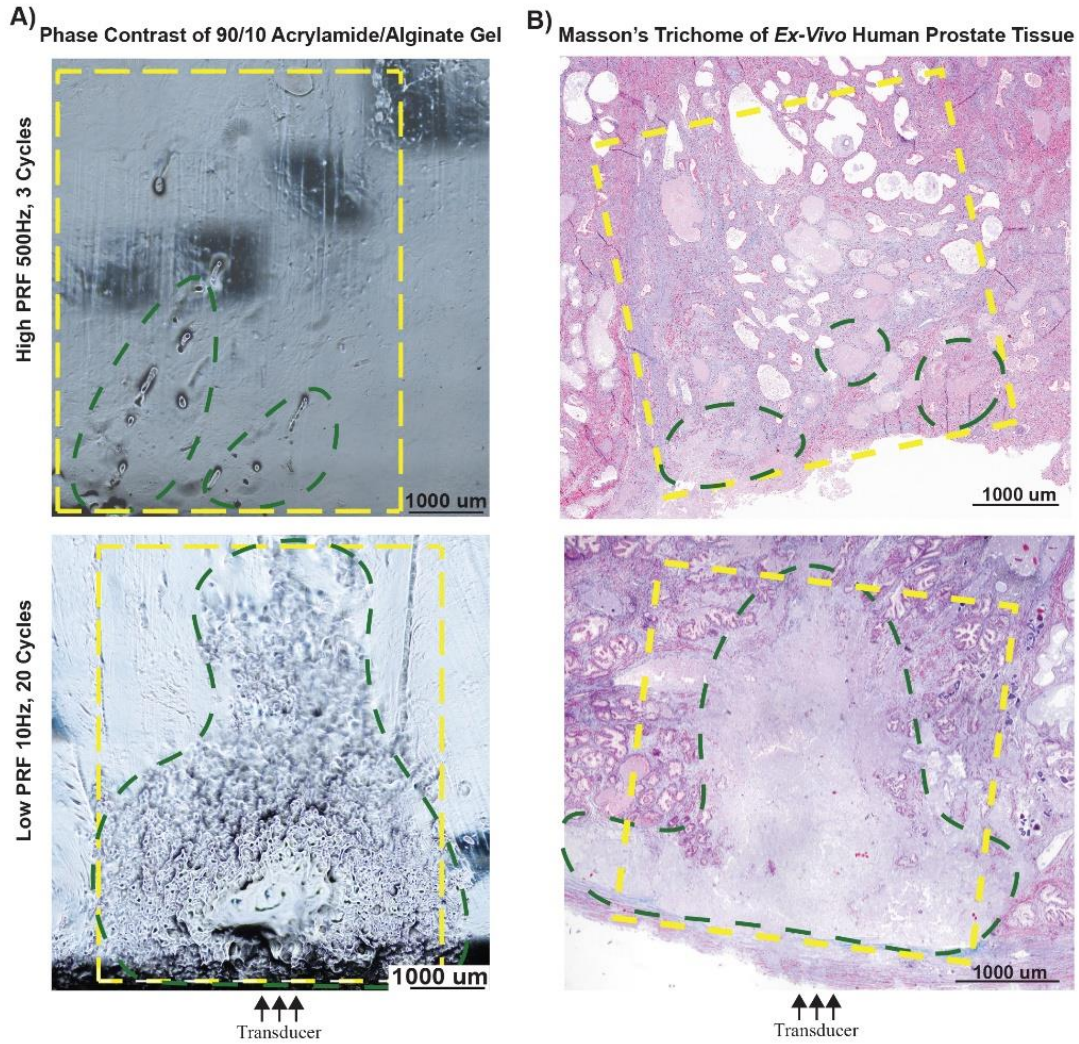 A)
Phase Contrast of 90/10 Acrylamide/Alginate Gel
B)
Masson's Trichome of Ex-Vivo Human Prostate Tissue
High PRF 500Hz, 3 Cycles
1000 um
1000 um
Low PRF 10Hz, 20 Cycles
1000 um
1000 um
Transducer
Transducer